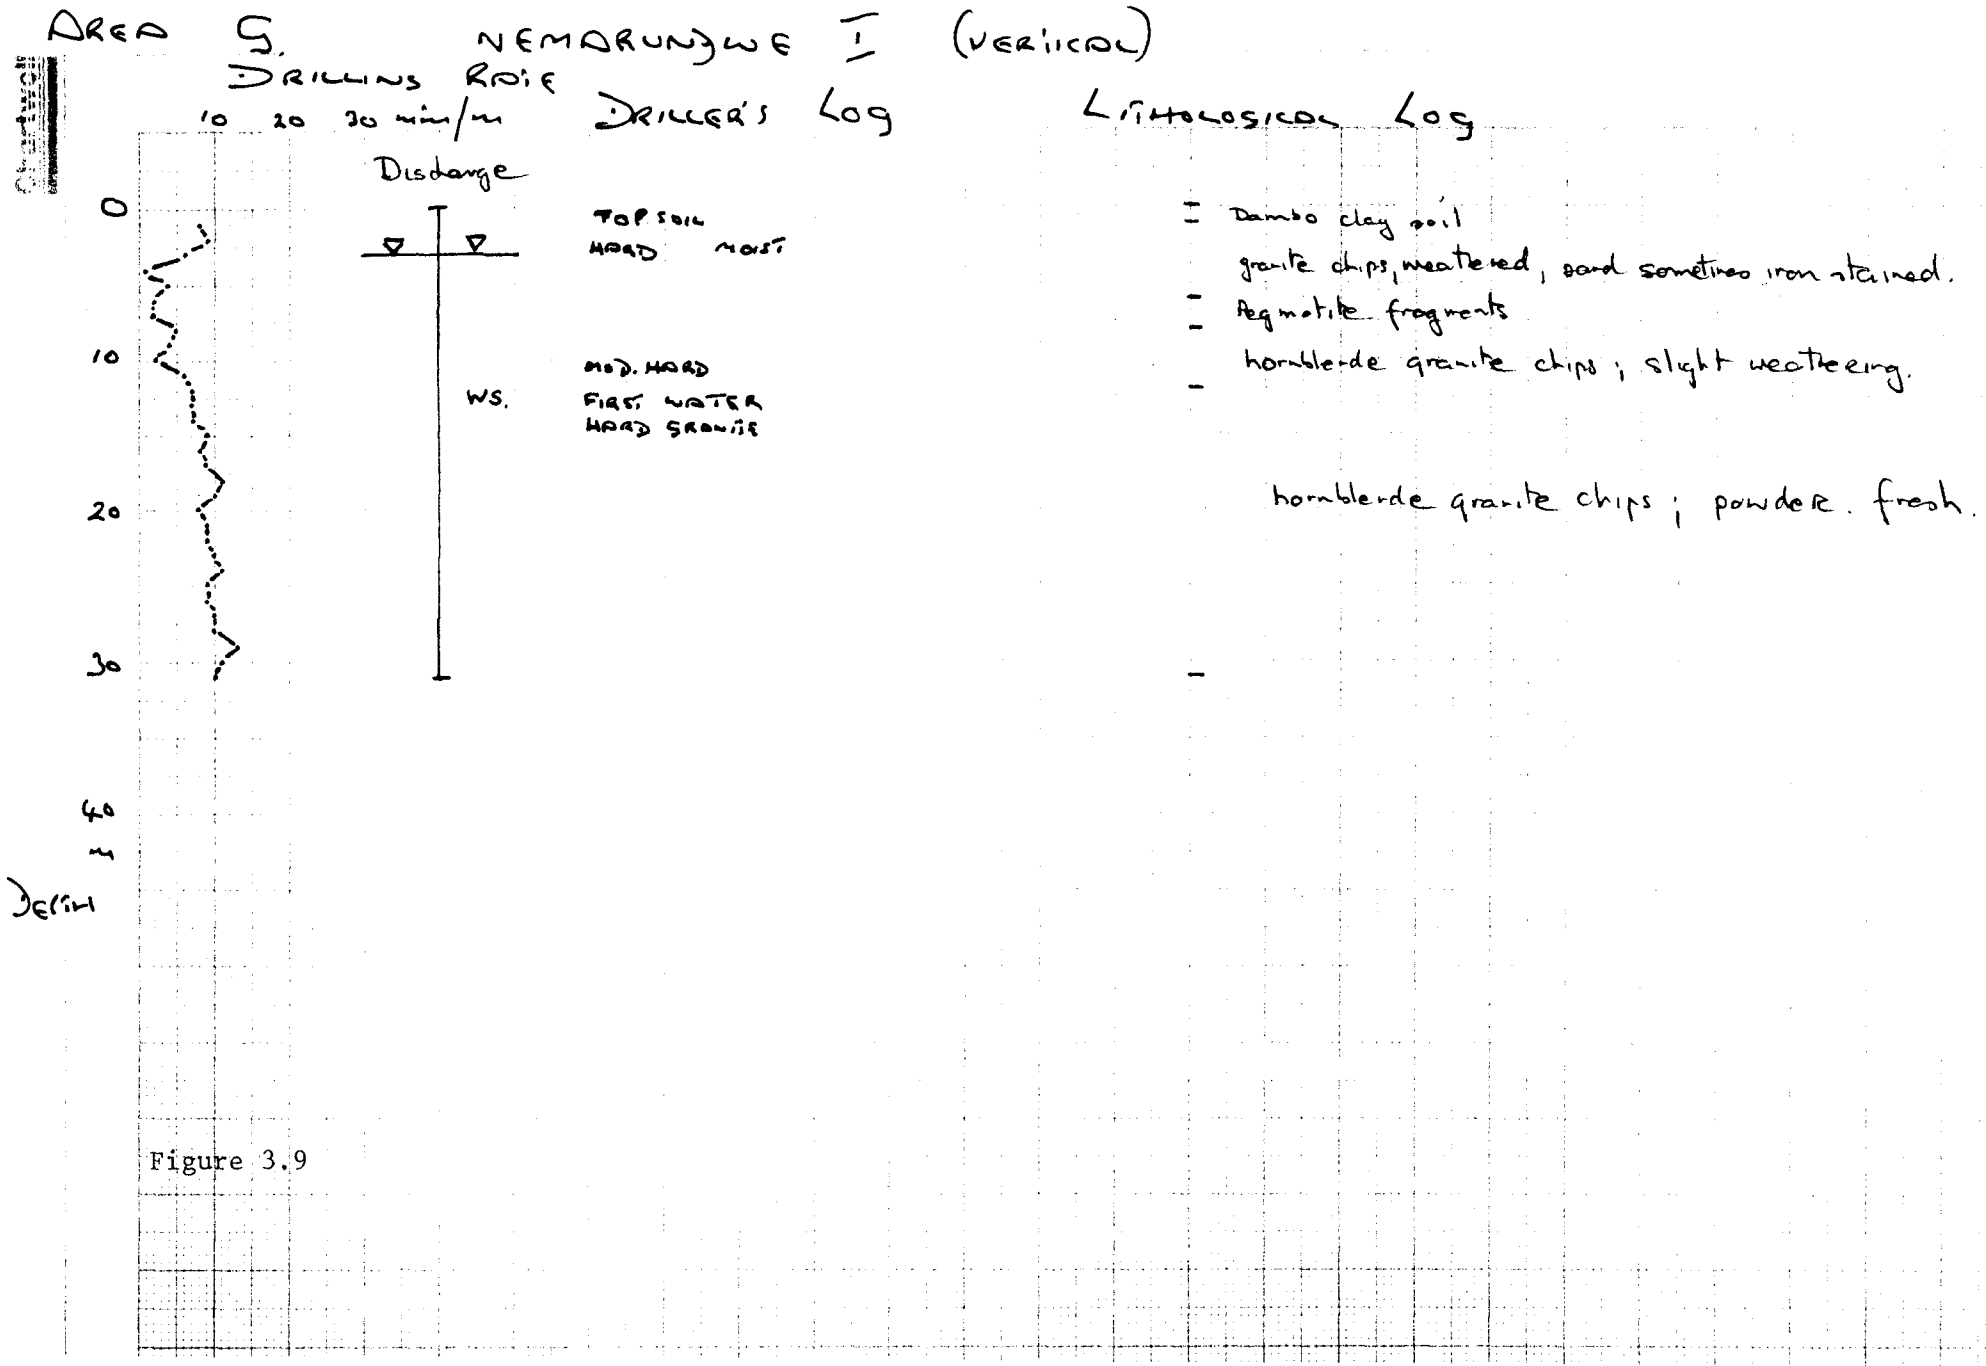 AREA 5. NEMARUNZWE I (VERTICAL)
DRILLING RATE
10 20 30 min/m DRILLER'S LOG LITHOLOGICAL LOG
Chartwell
Discharge
0 TOP SOIL Dambo clay soil
HARD MOIST
granite chips, weathered, sand sometimes iron stained.
Pegmatite fragments
10 MOD. HARD hornblende granite chips; slight weathering.
WS. FIRST WATER
HARD GRANITE
20 hornblende granite chips; powder. fresh.
30
40
m
DEPTH
Figure 3.9